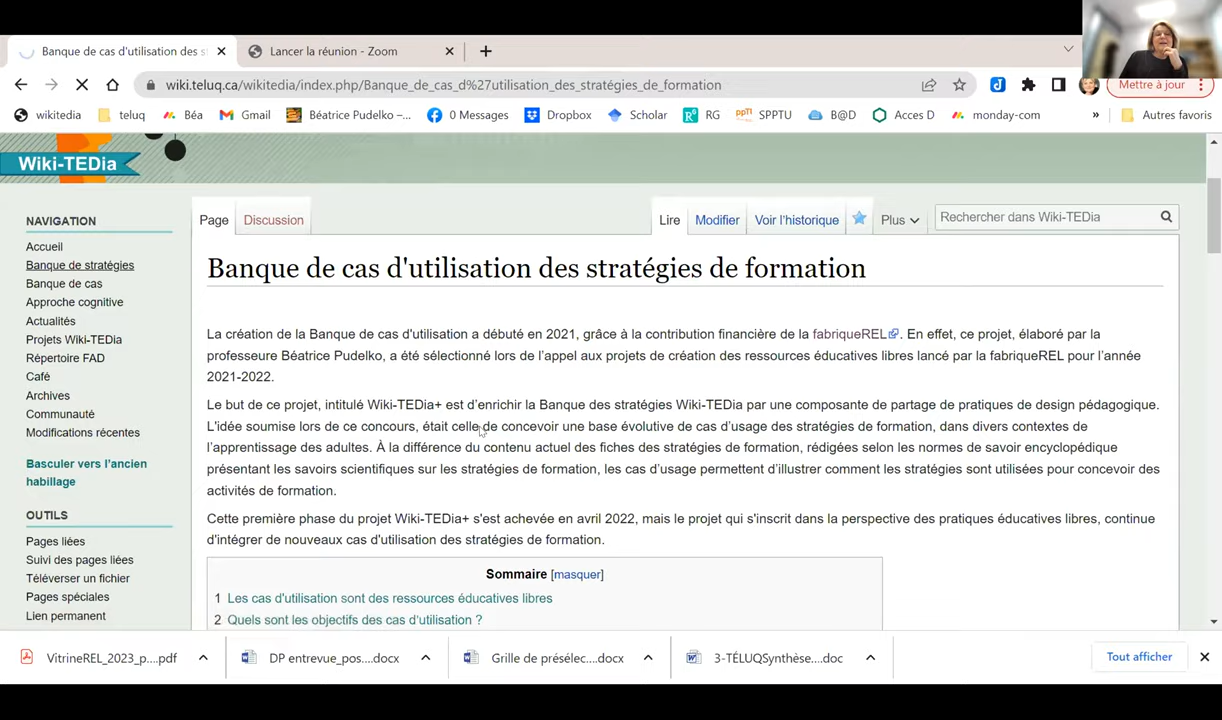 Banque de cas d'utilisation des s
Lancer la réunion - Zoom
wiki.teluq.ca/wikitedia/index.php/Banque_de_cas_d%27utilisation_des_stratégies_de_formation
Mettre à jour
wikitedia
teluq
Béa
Gmail
Béatrice Pudelko –...
0 Messages
Dropbox
Scholar
RG
SPPTU
B@D
Acces D
monday-com
»
Autres favoris
Wiki-TEDia
Page
Discussion
Lire
Modifier
Voir l'historique
Plus
Rechercher dans Wiki-TEDia
NAVIGATION
Accueil
Banque de stratégies
Banque de cas
Approche cognitive
Actualités
Projets Wiki-TEDia
Répertoire FAD
Café
Archives
Communauté
Modifications récentes
Basculer vers l'ancien
habillage
OUTILS
Pages liées
Suivi des pages liées
Téléverser un fichier
Pages spéciales
Lien permanent
Banque de cas d'utilisation des stratégies de formation
La création de la Banque de cas d'utilisation a débuté en 2021, grâce à la contribution financière de la fabriqueREL. En effet, ce projet, élaboré par la
professeure Béatrice Pudelko, a été sélectionné lors de l'appel aux projets de création des ressources éducatives libres lancé par la fabriqueREL pour l'année
2021-2022.
Le but de ce projet, intitulé Wiki-TEDia+ est d'enrichir la Banque des stratégies Wiki-TEDia par une composante de partage de pratiques de design pédagogique.
L'idée soumise lors de ce concours, était celle de concevoir une base évolutive de cas d'usage des stratégies de formation, dans divers contextes de
l'apprentissage des adultes. À la différence du contenu actuel des fiches des stratégies de formation, rédigées selon les normes de savoir encyclopédique
présentant les savoirs scientifiques sur les stratégies de formation, les cas d'usage permettent d'illustrer comment les stratégies sont utilisées pour concevoir des
activités de formation.
Cette première phase du projet Wiki-TEDia+ s'est achevée en avril 2022, mais le projet qui s'inscrit dans la perspective des pratiques éducatives libres, continue
d'intégrer de nouveaux cas d'utilisation des stratégies de formation.
Sommaire [masquer]
1 Les cas d'utilisation sont des ressources éducatives libres
2 Quels sont les objectifs des cas d'utilisation ?
VitrineREL_2023_p....pdf
DP entrevue_pos....docx
Grille de présélec....docx
3-TÉLUQSynthèse....doc
Tout afficher